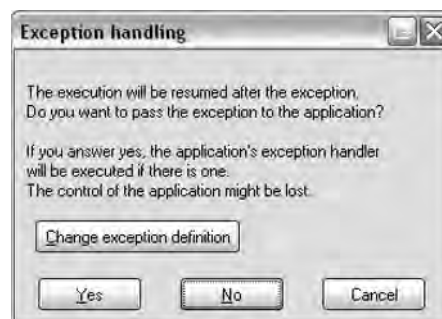 Exception handling
The execution will be resumed after the exception.
Do you want to pass the exception to the application?
If you answer yes, the application's exception handler
will be executed if there is one.
The control of the application might be lost.
Change exception definition
Yes
No
Cancel